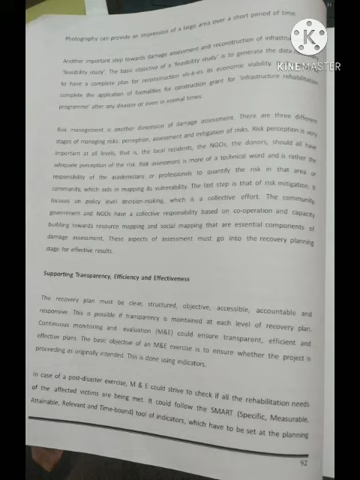 Photography can provide an impression of a large area over a short period of time.
Another important step towards damage assessment and reconstruction of
'feasibility study'. The basic objective of a 'feasibility study' is to generate the data
to have a complete plan for reconstruction vis-à-vis its economic viability.
complete the application of formalities for construction grant for 'infrastructure rehabilitation
programme' after any disaster or even in normal times.
Risk management is another dimension of damage assessment. There are three different
stages of managing risks: perception, assessment and mitigation of risks. Risk perception is very
important at all levels, that is, the local residents, the NGOs, the donors, should all have
adequate perception of the risk. Risk assessment is more of a technical word and is rather the
responsibility of the academicians or professionals to quantify the risk in that area or
community, which aids in mapping its vulnerability. The last step is that of risk mitigation. It
focuses on policy level decision-making, which is a collective effort. The community,
government and NGOs have a collective responsibility based on co-operation and capacity
building towards resource mapping and social mapping that are essential components of
damage assessment. These aspects of assessment must go into the recovery planning
stage for effective results.
Supporting Transparency, Efficiency and Effectiveness
The recovery plan must be clear, structured, objective, accessible, accountable and
responsive. This is possible if transparency is maintained at each level of recovery plan.
Continuous monitoring and evaluation (M&E) could ensure transparent, efficient and
effective plans. The basic objective of an M&E exercise is to ensure whether the project is
proceeding as originally intended. This is done using indicators.
In case of a post-disaster exercise, M & E could strive to check if all the rehabilitation needs
of the affected victims are being met. It could follow the SMART (Specific, Measurable,
Attainable, Relevant and Time-bound) tool of indicators, which have to be set at the planning
92
Made with
KINEMASTER